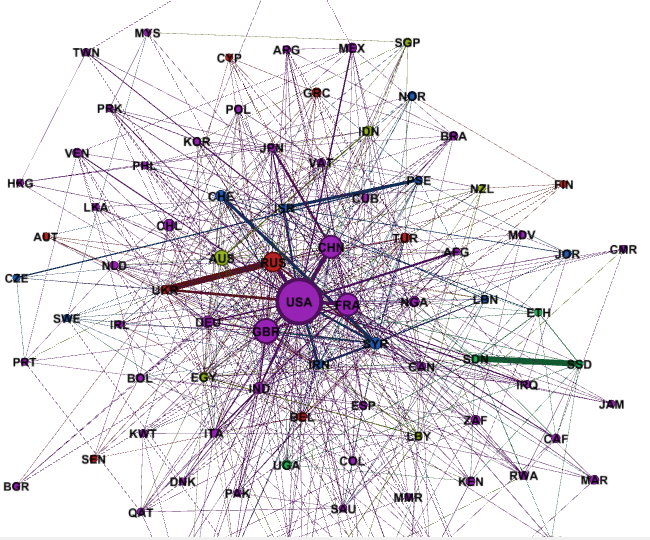 MYS
SGP
TWN
CYP
ARG
MEX
GRC
NOR
PRK
POL
IDN
BRA
KOR
JPN
VEN
PHL
VAT
HKG
CHE
ISR
CUB
PSE
NZL
FIN
LKA
CHL
AUT
TUR
MDV
CHN
AFG
JOR
CMR
NLD
AUS
RUS
CZE
UKR
USA
FRA
NGA
LBN
ETH
SWE
IRL
DEU
GBR
SYR
PRT
IRN
CAN
SDN
SSD
BOL
EGY
IND
IRQ
ESP
JAM
BEL
ZAF
KWT
ITA
LBY
CAF
SEN
UGA
COL
BGR
DNK
PAK
MMR
KEN
RWA
MAR
QAT
SAU